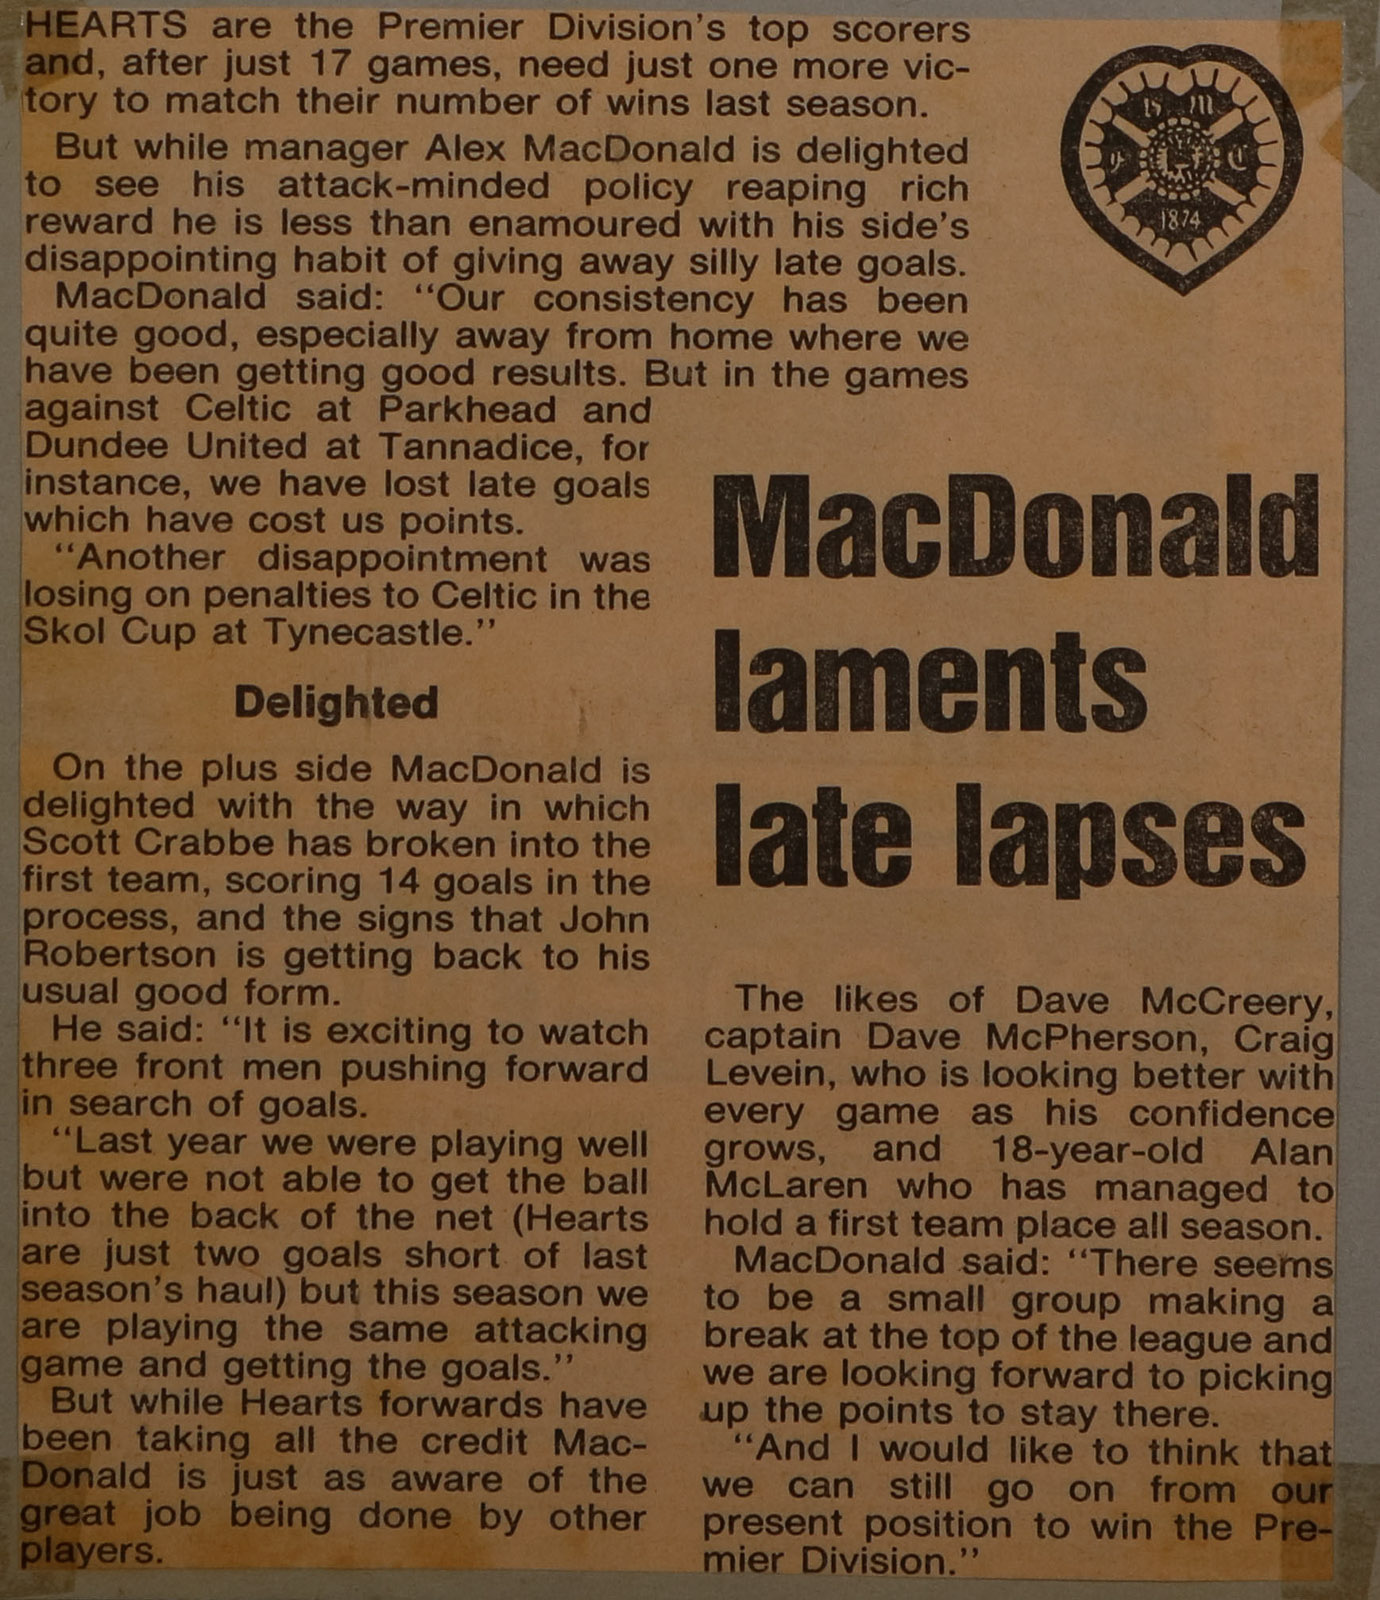 HEARTS are the Premier Division's top scorers
and, after just 17 games, need just one more vic-
tory to match their number of wins last season.
But while manager Alex MacDonald is delighted
to see his attack-minded policy reaping rich
reward he is less than enamoured with his side's
disappointing habit of giving away silly late goals.
MacDonald said: "Our consistency has been
quite good, especially away from home where we
have been getting good results. But in the games
against Celtic at Parkhead and
Dundee United at Tannadice, for
instance, we have lost late goals
which have cost us points.
"Another disappointment was
losing on penalties to Celtic in the
Skol Cup at Tynecastle."
Delighted
On the plus side MacDonald is
delighted with the way in which
Scott Crabbe has broken into the
first team, scoring 14 goals in the
process, and the signs that John
Robertson is getting back to his
usual good form.
He said: "It is exciting to watch
three front men pushing forward
in search of goals.
"Last year we were playing well
but were not able to get the ball
into the back of the net (Hearts
are just two goals short of last
season's haul) but this season we
are playing the same attacking
game and getting the goals."
But while Hearts forwards have
been taking all the credit Mac-
Donald is just as aware of the
great job being done by other
players.
H M
F C
1874
MacDonald
laments
late lapses
The likes of Dave McCreery,
captain Dave McPherson, Craig
Levein, who is looking better with
every game as his confidence
grows, and 18-year-old Alan
McLaren who has managed to
hold a first team place all season.
MacDonald said: "There seems
to be a small group making a
break at the top of the league and
we are looking forward to picking
up the points to stay there.
"And I would like to think that
we can still go on from our
present position to win the Pre-
mier Division."